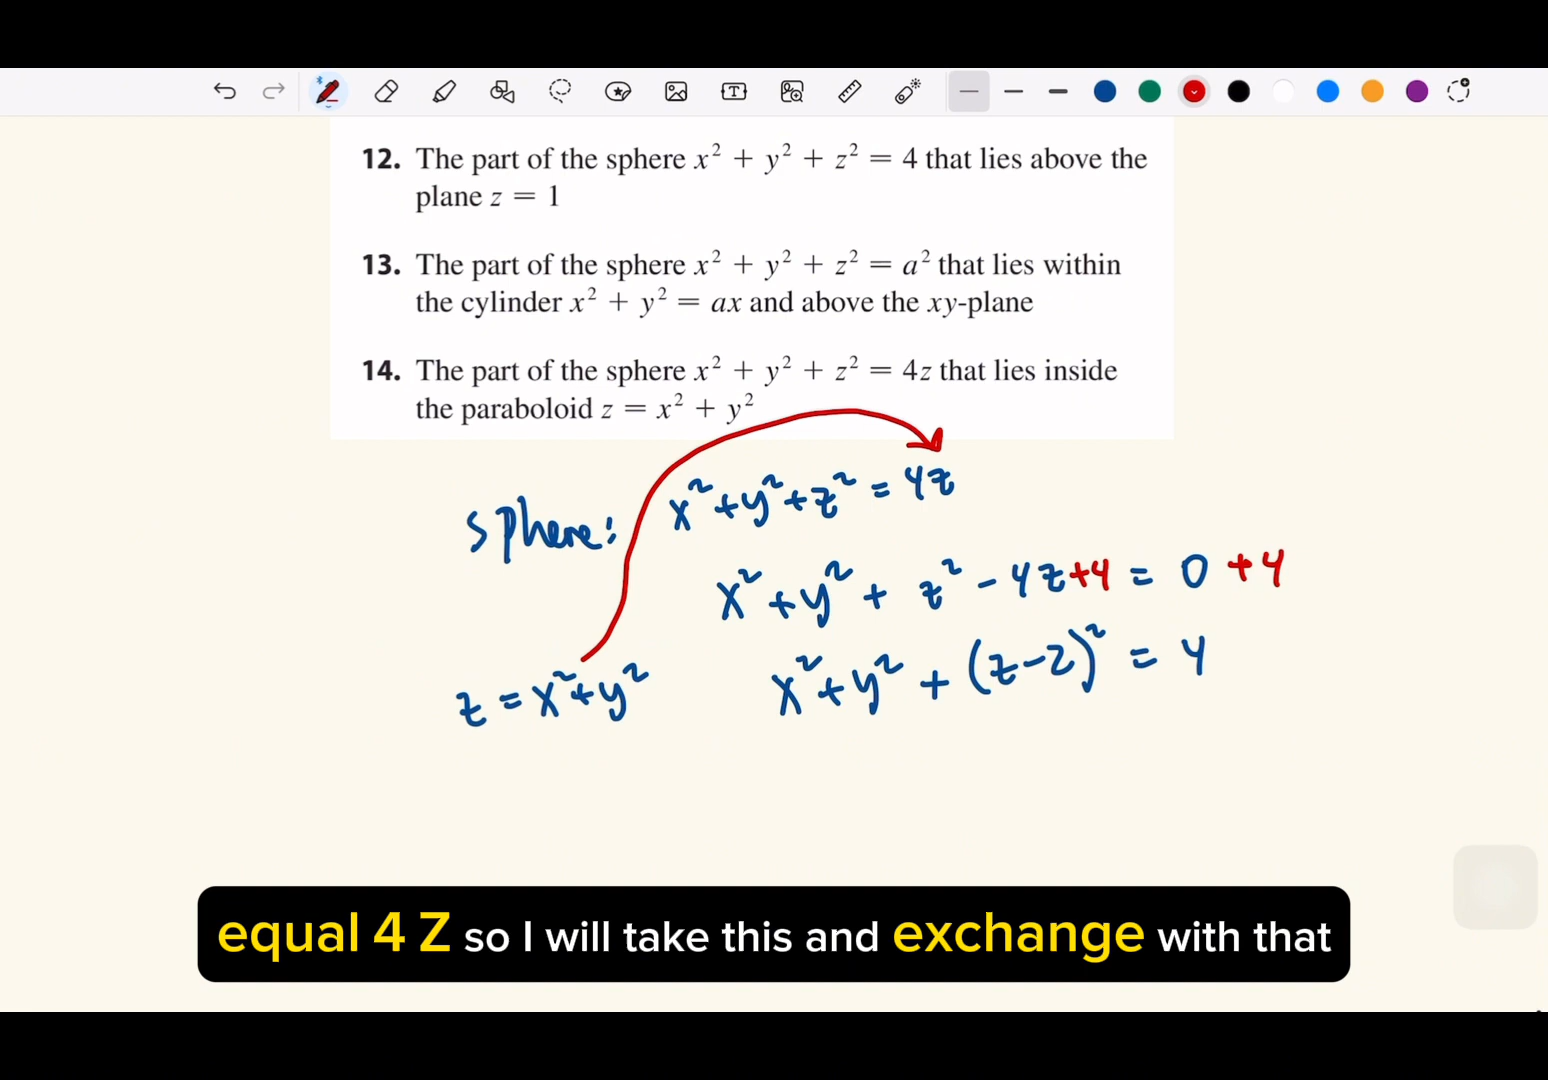 12. The part of the sphere x² + y² + z² = 4 that lies above the
plane z = 1
13. The part of the sphere x² + y² + z² = a² that lies within
the cylinder x² + y² = ax and above the xy-plane
14. The part of the sphere x² + y² + z² = 4z that lies inside
the paraboloid z = x² + y²
Sphere: x²+y²+z² = 4z
x²+y²+ z² - 4z+4 = 0 +4
z = x²+y² x²+y² + (z-2)² = 4
equal 4 Z so I will take this and exchange with that